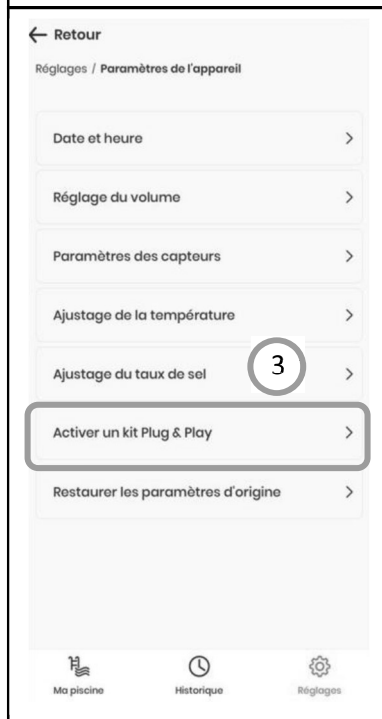 ← Retour
Réglages / Paramètres de l'appareil
Date et heure
Réglage du volume
Paramètres des capteurs
Ajustage de la température
Ajustage du taux de sel
3
Activer un kit Plug & Play
Restaurer les paramètres d'origine
Ma piscine Historique Réglages